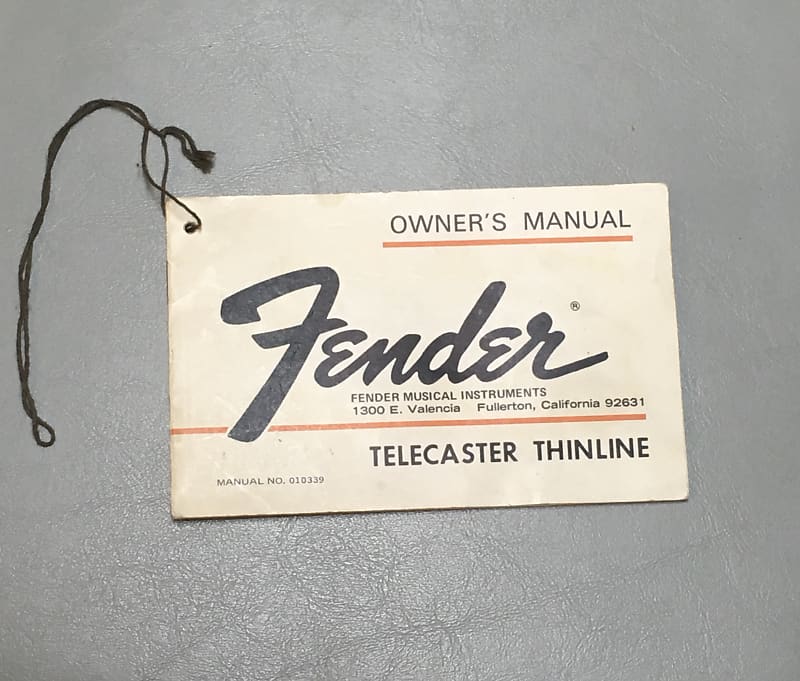 OWNER'S MANUAL
Fender®
FENDER MUSICAL INSTRUMENTS
1300 E. Valencia Fullerton, California 92631
TELECASTER THINLINE
MANUAL NO. 010339